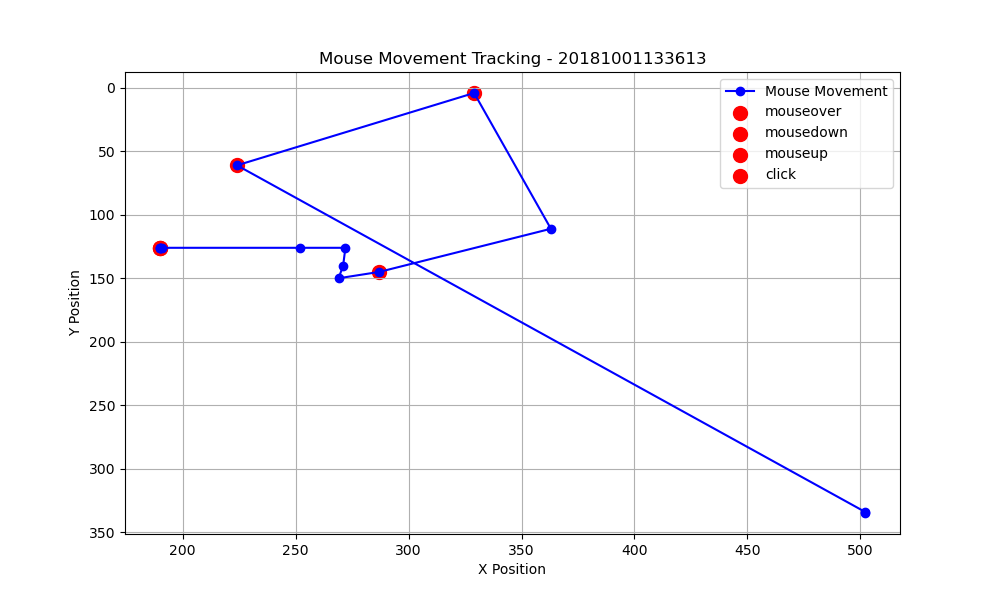 Mouse Movement Tracking - 20181001133613
Mouse Movement
mouseover
mousedown
mouseup
click
0
50
100
150
200
250
300
350
Y Position
200
250
300
350
400
450
500
X Position